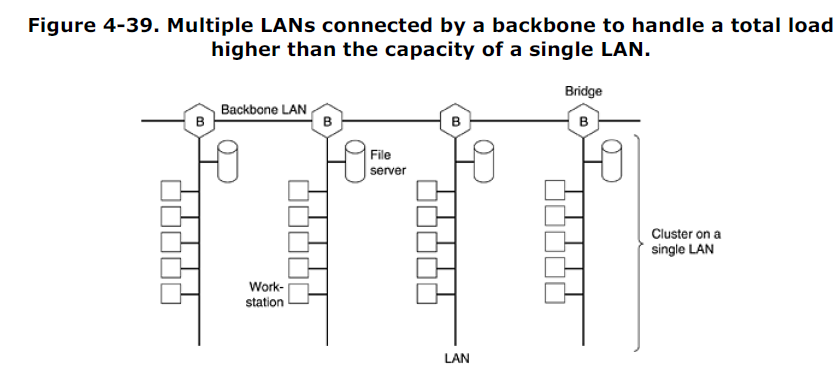 Figure 4-39. Multiple LANs connected by a backbone to handle a total load
higher than the capacity of a single LAN.
Bridge
Backbone LAN
B
B
B
B
File
server
Cluster on a
single LAN
Work-
station
LAN